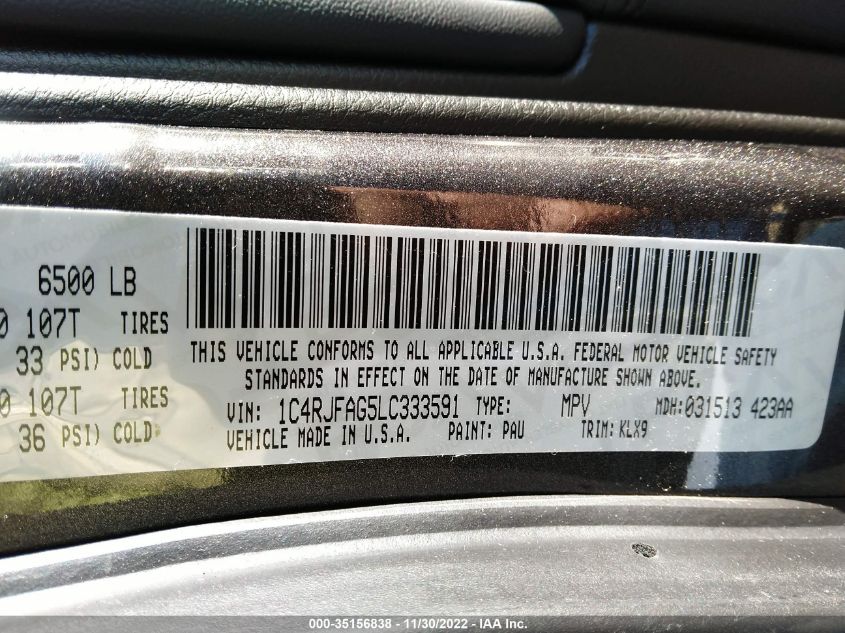 6500 LB
0 107T TIRES
33 PSI) COLD
0 107T TIRES
36 PSI) COLD
THIS VEHICLE CONFORMS TO ALL APPLICABLE U.S.A. FEDERAL MOTOR VEHICLE SAFETY
STANDARDS IN EFFECT ON THE DATE OF MANUFACTURE SHOWN ABOVE.
VIN: 1C4RJFAG5LC333591 TYPE: MPV MDH:031513 423AA
VEHICLE MADE IN U.S.A. PAINT: PAU TRIM: KLX9
000-35156838 - 11/30/2022 - IAA Inc.